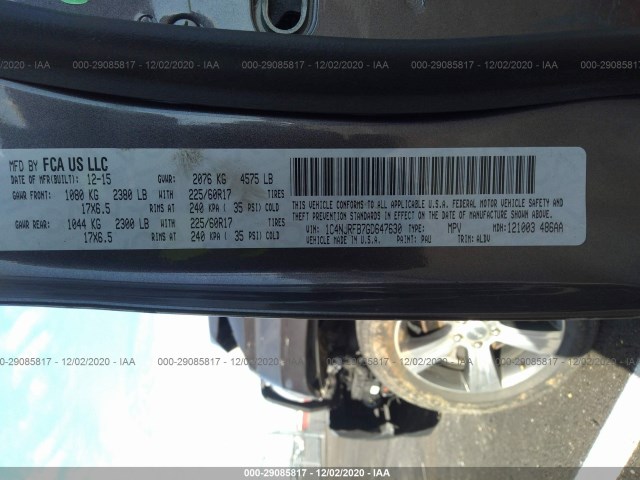 000-29085817 - 12/02/2020 - IAA
MFD BY FCA US LLC
DATE OF MFR(BUILT): 12-15 GVWR: 2076 KG 4575 LB
GAWR FRONT: 1080 KG 2380 LB WITH 225/60R17 TIRES
17X6.5 RIMS AT 240 KPA ( 35 PSI) COLD
GAWR REAR: 1044 KG 2300 LB WITH 225/60R17 TIRES
17X6.5 RIMS AT 240 KPA ( 35 PSI) COLD
THIS VEHICLE CONFORMS TO ALL APPLICABLE U.S.A. FEDERAL MOTOR VEHICLE
SAFETY, BUMPER, AND THEFT PREVENTION STANDARDS IN EFFECT ON THE DATE OF
MANUFACTURE SHOWN ABOVE.
VIN: 1C4NJRFB7GD647630 TYPE: MPV MDH: 121003 486AA
MADE IN U.S.A. PAINT: PAU TRIM: ALDV
000-29085817 - 12/02/2020 - IAA
000-29085817 - 12/02/2020 - IAA